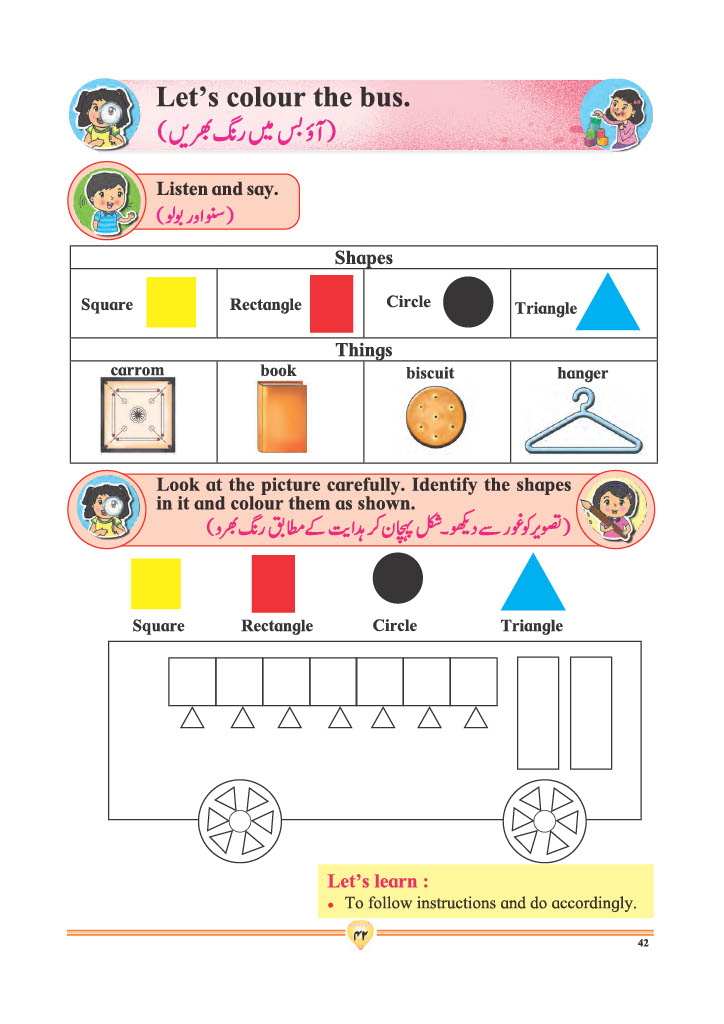 Let’s colour the bus.
(آؤ بس میں رنگ بھریں)
Listen and say.
(سنو اور بولو)
Shapes
Square Rectangle Circle Triangle
Things
carrom book biscuit hanger
Look at the picture carefully. Identify the shapes
in it and colour them as shown.
(تصویر کو غور سے دیکھو۔ شکل پہچان کر ہدایت کے مطابق رنگ بھرو)
Square Rectangle Circle Triangle
Let’s learn :
• To follow instructions and do accordingly.
۴۲
42